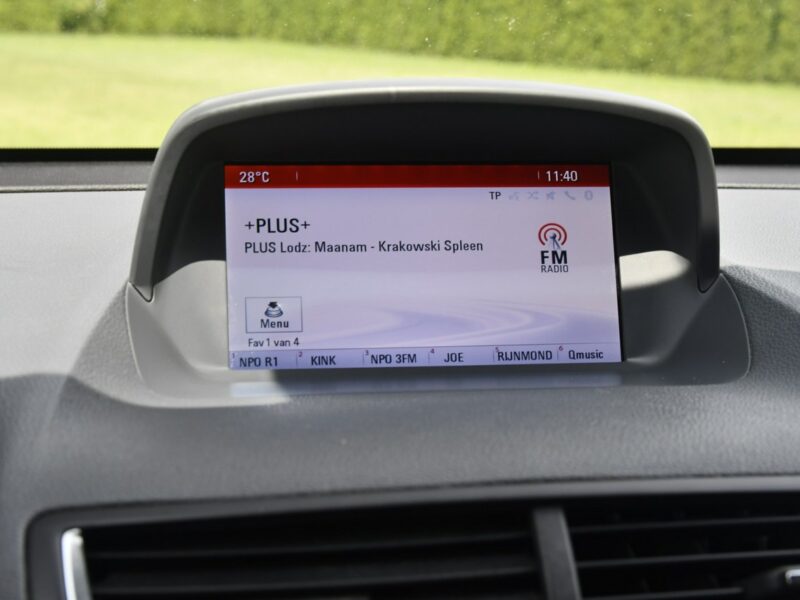 28°C 11:40
TP
+PLUS+
PLUS Lodz: Maanam - Krakowski Spleen
FM
RADIO
Menu
Fav 1 van 4
1 NPO R1 2 KINK 3 NPO 3FM 4 JOE 5 RIJNMOND 6 Qmusic